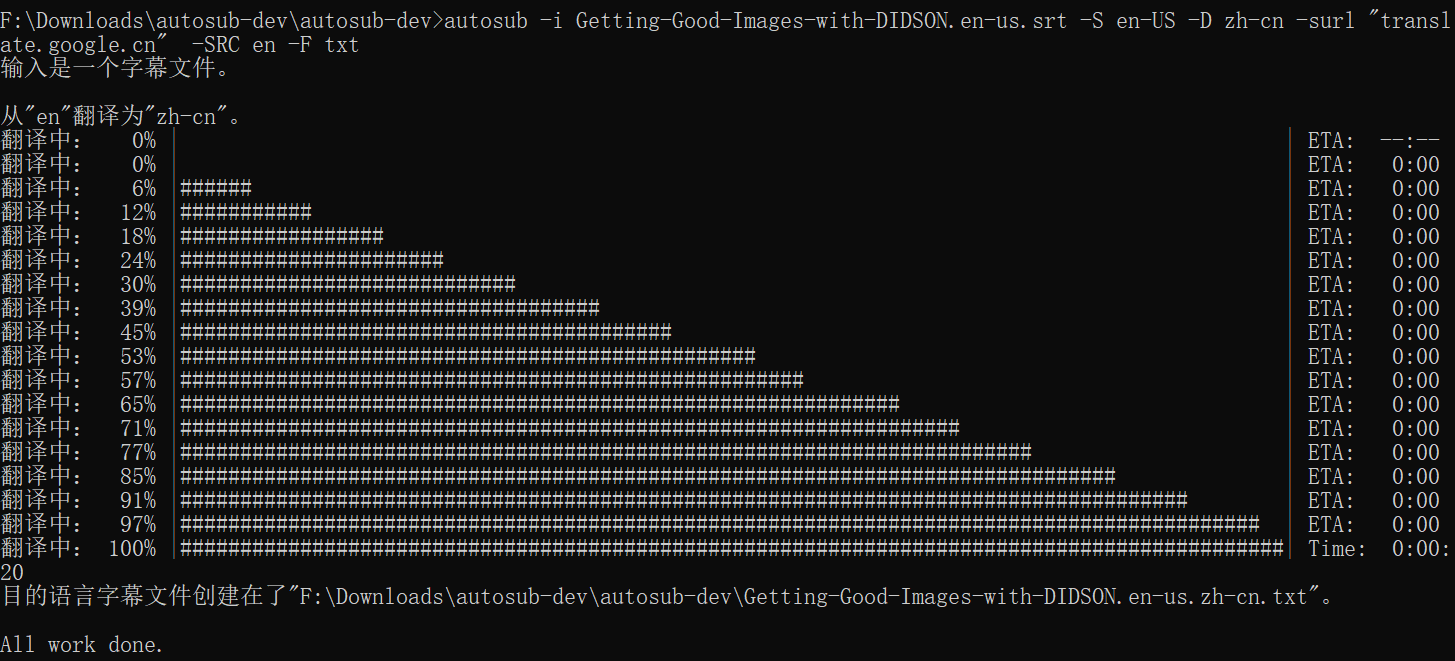 F:\Downloads\autosub-dev\autosub-dev>autosub -i Getting-Good-Images-with-DIDSON.en-us.srt -S en-US -D zh-cn -surl "transl
ate.google.cn"  -SRC en -F txt
输入是一个字幕文件。
从"en"翻译为"zh-cn"。
翻译中:   0% |                                                                                             | ETA:  --:--
翻译中:   0% |                                                                                             | ETA:   0:00
翻译中:   6% |######                                                                                       | ETA:   0:00
翻译中:  12% |###########                                                                                  | ETA:   0:00
翻译中:  18% |#################                                                                            | ETA:   0:00
翻译中:  24% |######################                                                                       | ETA:   0:00
翻译中:  30% |############################                                                                 | ETA:   0:00
翻译中:  39% |###################################                                                          | ETA:   0:00
翻译中:  45% |#########################################                                                    | ETA:   0:00
翻译中:  53% |################################################                                             | ETA:   0:00
翻译中:  57% |####################################################                                         | ETA:   0:00
翻译中:  65% |############################################################                                 | ETA:   0:00
翻译中:  71% |#################################################################                            | ETA:   0:00
翻译中:  77% |#######################################################################                      | ETA:   0:00
翻译中:  85% |##############################################################################               | ETA:   0:00
翻译中:  91% |####################################################################################         | ETA:   0:00
翻译中:  97% |##########################################################################################   | ETA:   0:00
翻译中: 100% |############################################################################################| Time:  0:00:
20
目的语言字幕文件创建在了"F:\Downloads\autosub-dev\autosub-dev\Getting-Good-Images-with-DIDSON.en-us.zh-cn.txt"。
All work done.